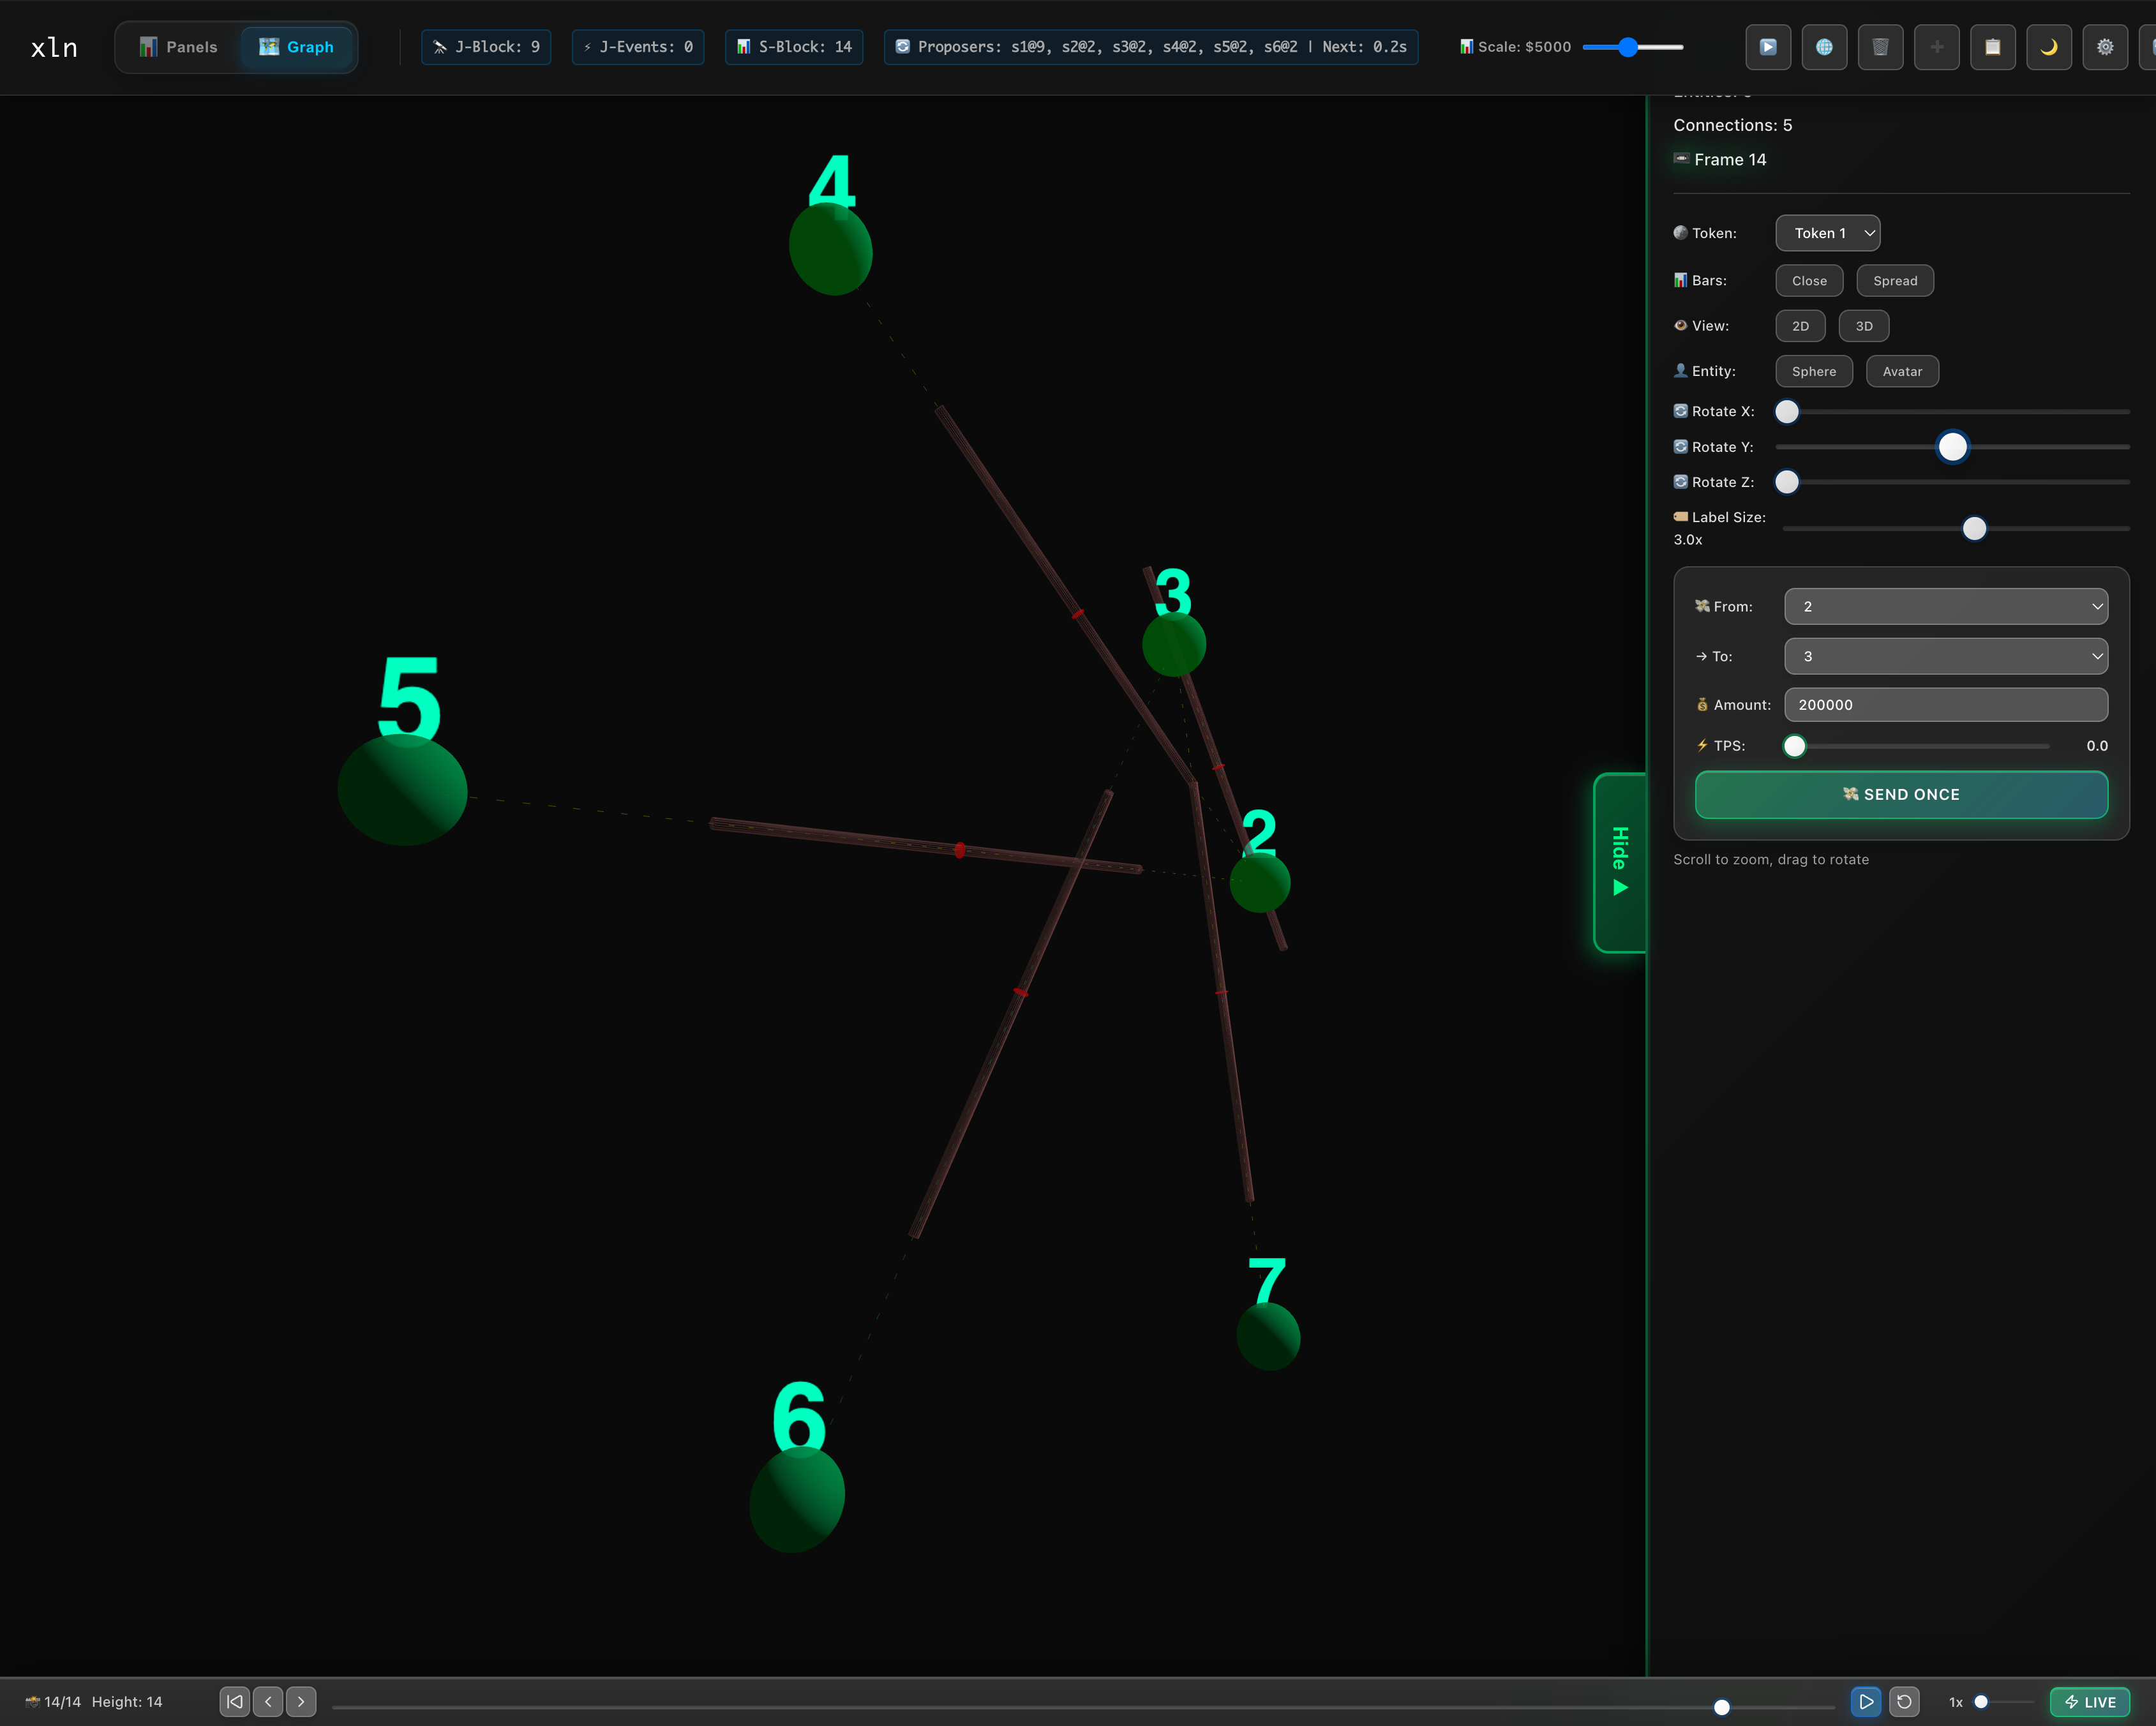 xln
Panels
Graph
J-Block: 9
J-Events: 0
S-Block: 14
Proposers: s1@9, s2@2, s3@2, s4@2, s5@2, s6@2 | Next: 0.2s
Scale: $5000
Connections: 5
Frame 14
Token:
Token 1
Bars:
Close
Spread
View:
2D
3D
Entity:
Sphere
Avatar
Rotate X:
Rotate Y:
Rotate Z:
Label Size:
3.0x
From:
2
→ To:
3
Amount:
200000
TPS:
0.0
SEND ONCE
Scroll to zoom, drag to rotate
Hide ▶
4
3
5
2
7
6
14/14
Height: 14
1x
LIVE